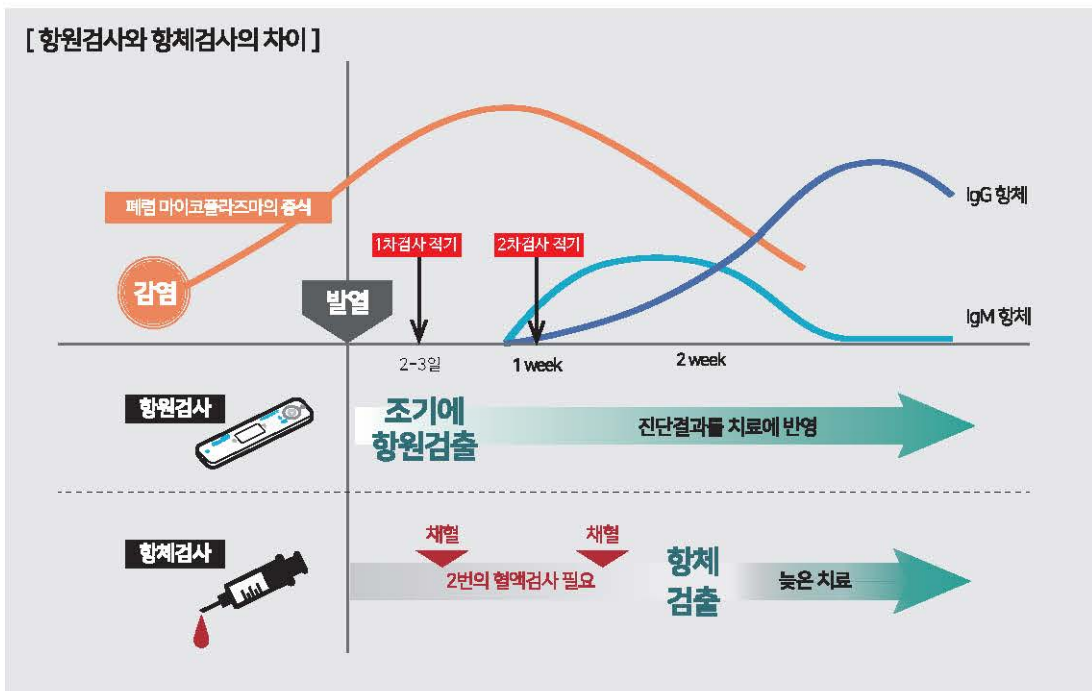 [ 항원검사와 항체검사의 차이 ]
폐렴 마이코플라즈마의 증식
감염
발열
1차검사 적기
2차검사 적기
IgG 항체
IgM 항체
2-3일
1 week
2 week
항원검사
조기에
항원검출
진단결과를 치료에 반영
항체검사
채혈
채혈
2번의 혈액검사 필요
항체
검출
늦은 치료